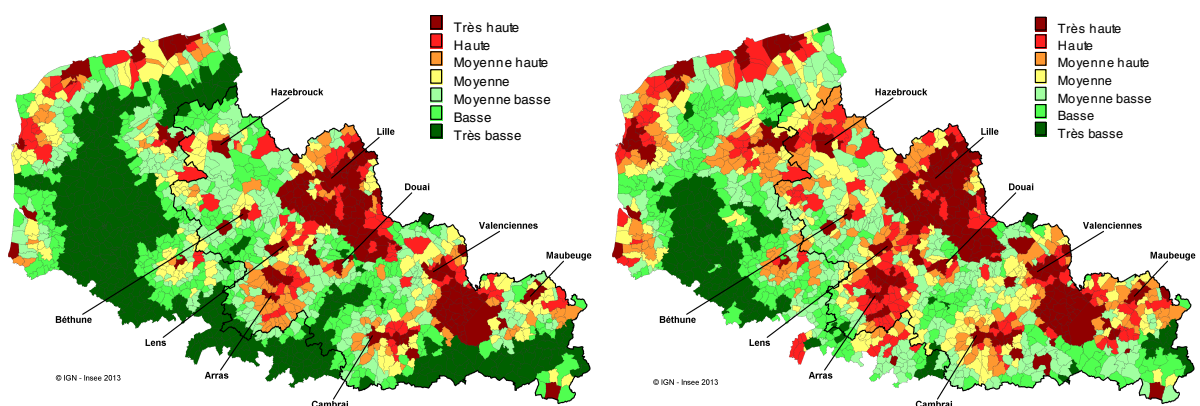 Très haute
Haute
Moyenne haute
Moyenne
Moyenne basse
Basse
Très basse
Hazebrouck
Lille
Douai
Valenciennes
Maubeuge
Béthune
Lens
Arras
Cambrai
© IGN - Insee 2013
Très haute
Haute
Moyenne haute
Moyenne
Moyenne basse
Basse
Très basse
Hazebrouck
Lille
Douai
Valenciennes
Maubeuge
Béthune
Lens
Arras
Cambrai
© IGN - Insee 2013